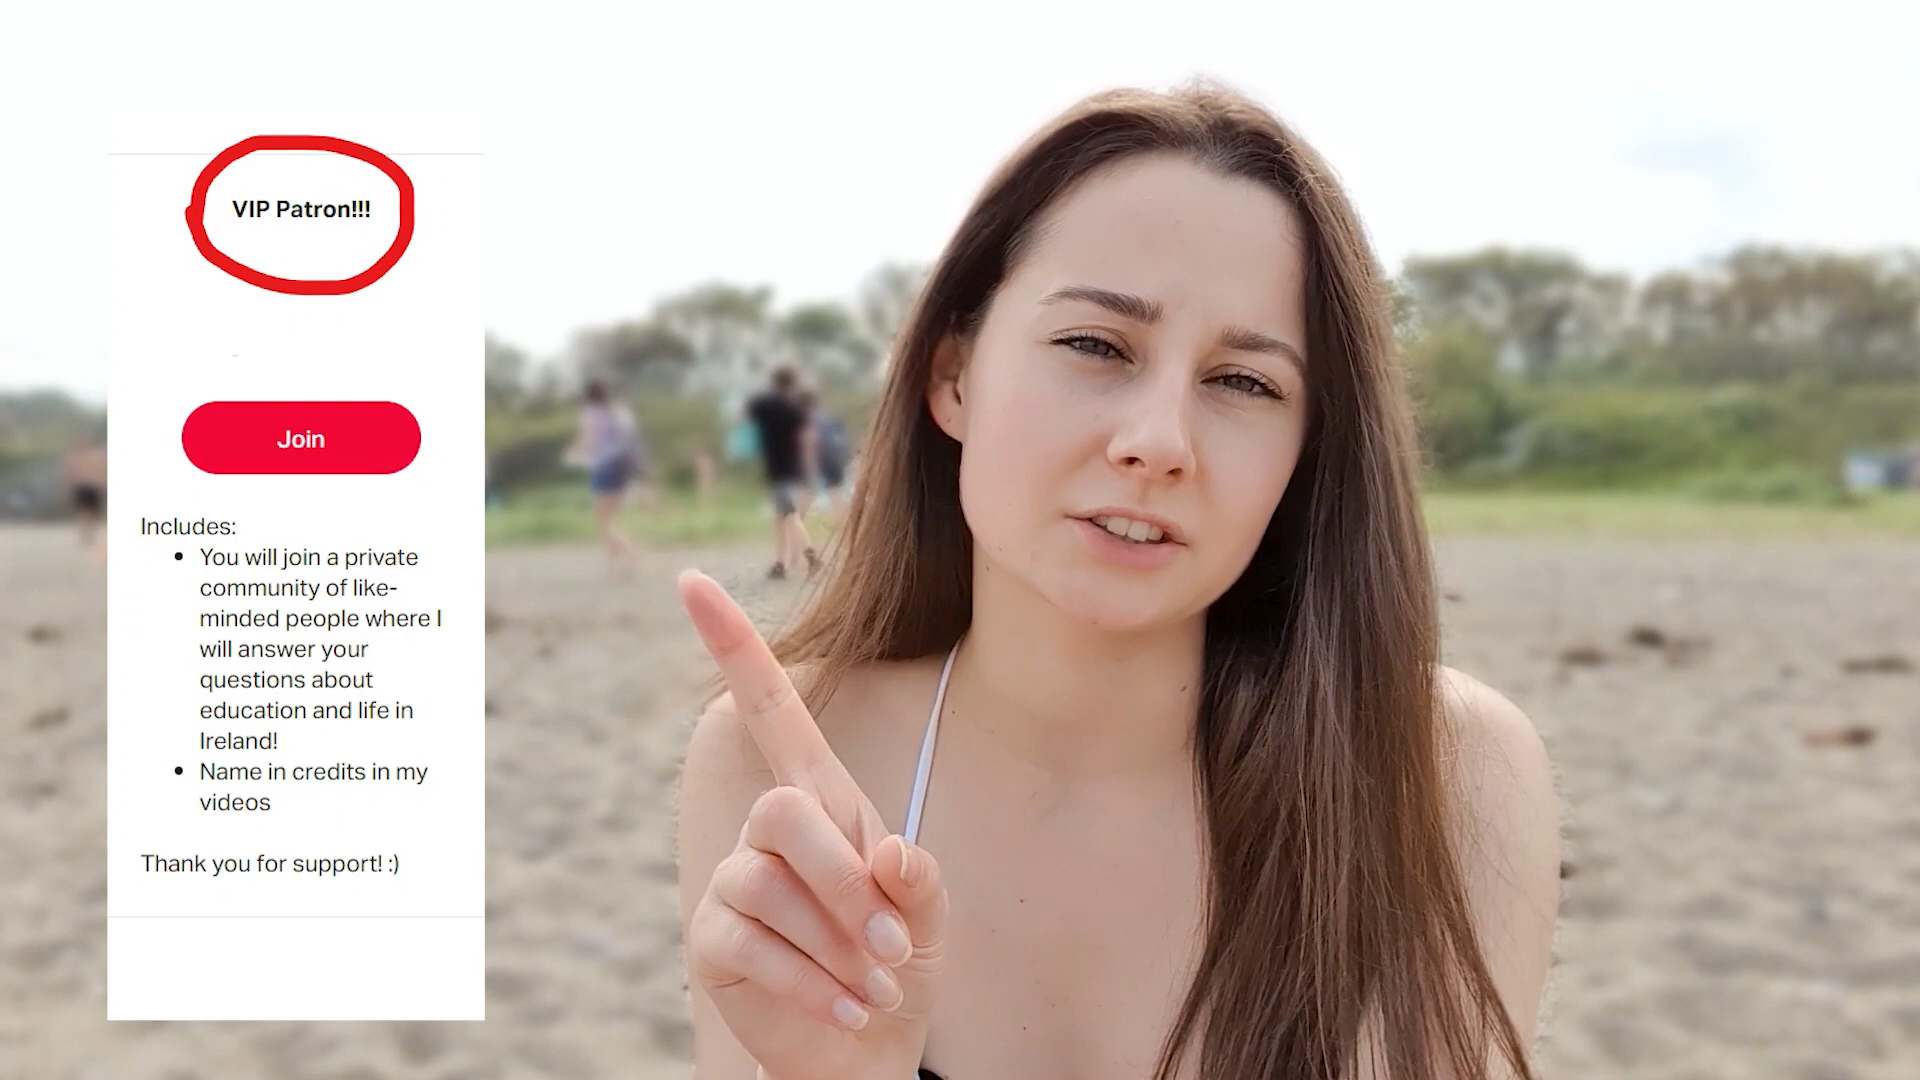 VIP Patron!!!
Join
Includes:
You will join a private
community of like-
minded people where I
will answer your
questions about
education and life in
Ireland!
Name in credits in my
videos
Thank you for support! :)